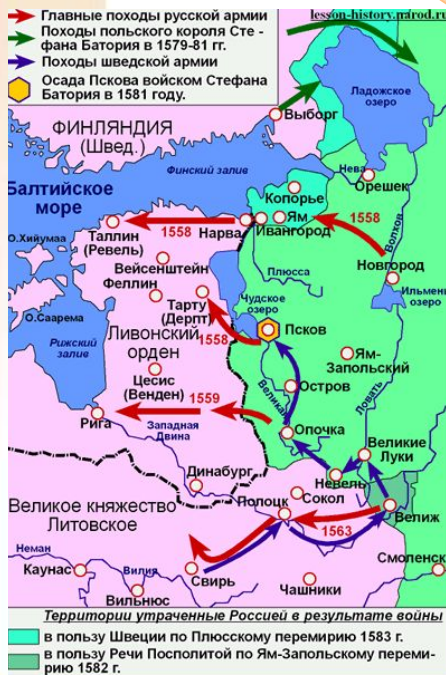 lesson-history.narod.ru
Главные походы русской армии
Походы польского короля Сте -
фана Батория в 1579-81 гг.
Походы шведской армии
Осада Пскова войском Стефана
Батория в 1581 году.
Ладожское
озеро
Выборг
ФИНЛЯНДИЯ
(Швед.)
Финский залив
Нева
Орешек
Балтийское
море
Копорье
Ям
Ивангород
Нарва
1558
1558
Волхов
О.Хийумаа
Таллин
(Ревель)
Вейсенштейн
Феллин
Плюсса
Новгород
Ильмень
озеро
Чудское
озеро
Тарту
(Дерпт)
1558
Псков
О.Саарема
Рижский
залив
Ливонский
орден
Ям-
Запольский
Цесис
(Венден)
Великая
Остров
Ловать
1559
Рига
Западная
Двина
Опочка
Великие
Луки
Динабург
Невель
Сокол
Полоцк
Велиж
1563
Великое княжество
Литовское
Неман
Каунас
Вилия
Вильнюс
Свирь
Чашники
Смоленск
Территории утраченные Россией в результате войны
в пользу Швеции по Плюсскому перемирию 1583 г.
в пользу Речи Посполитой по Ям-Запольскому переми-
рию 1582 г.